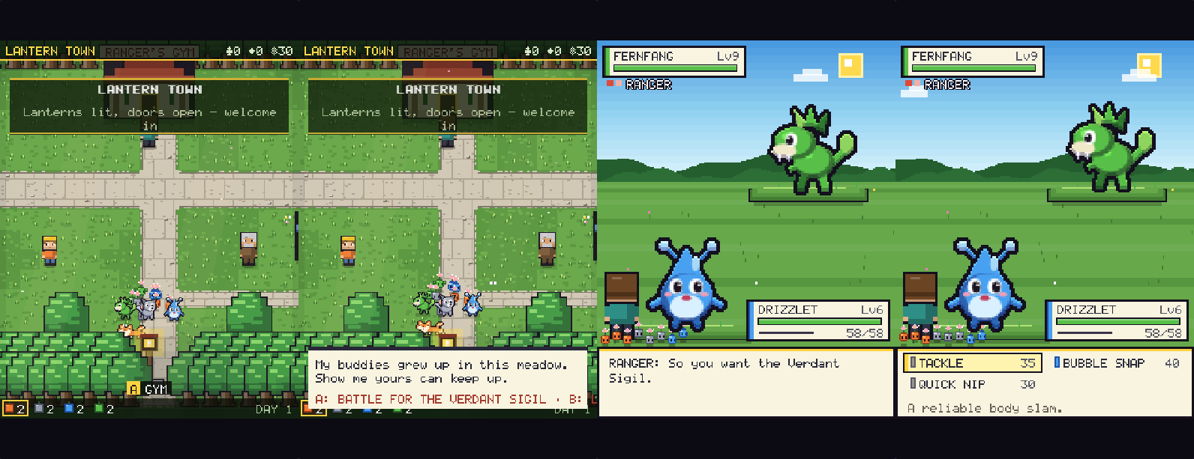 LANTERN TOWN RANGER'S GYM 0 0 30
LANTERN TOWN
Lanterns lit, doors open - welcome
in
A GYM
2 2 2 2 DAY 1
LANTERN TOWN RANGER'S GYM 0 0 30
LANTERN TOWN
Lanterns lit, doors open - welcome
in
My buddies grew up in this meadow.
Show me yours can keep up.
A: BATTLE FOR THE VERDANT SIGIL · B:
2 2 2 2 DAY 1
FERNFANG Lv9
RANGER
DRIZZLET Lv6
58/58
RANGER: So you want the Verdant
Sigil.
FERNFANG Lv9
RANGER
DRIZZLET Lv6
58/58
TACKLE 35 BUBBLE SNAP 40
QUICK NIP 30
A reliable body slam.